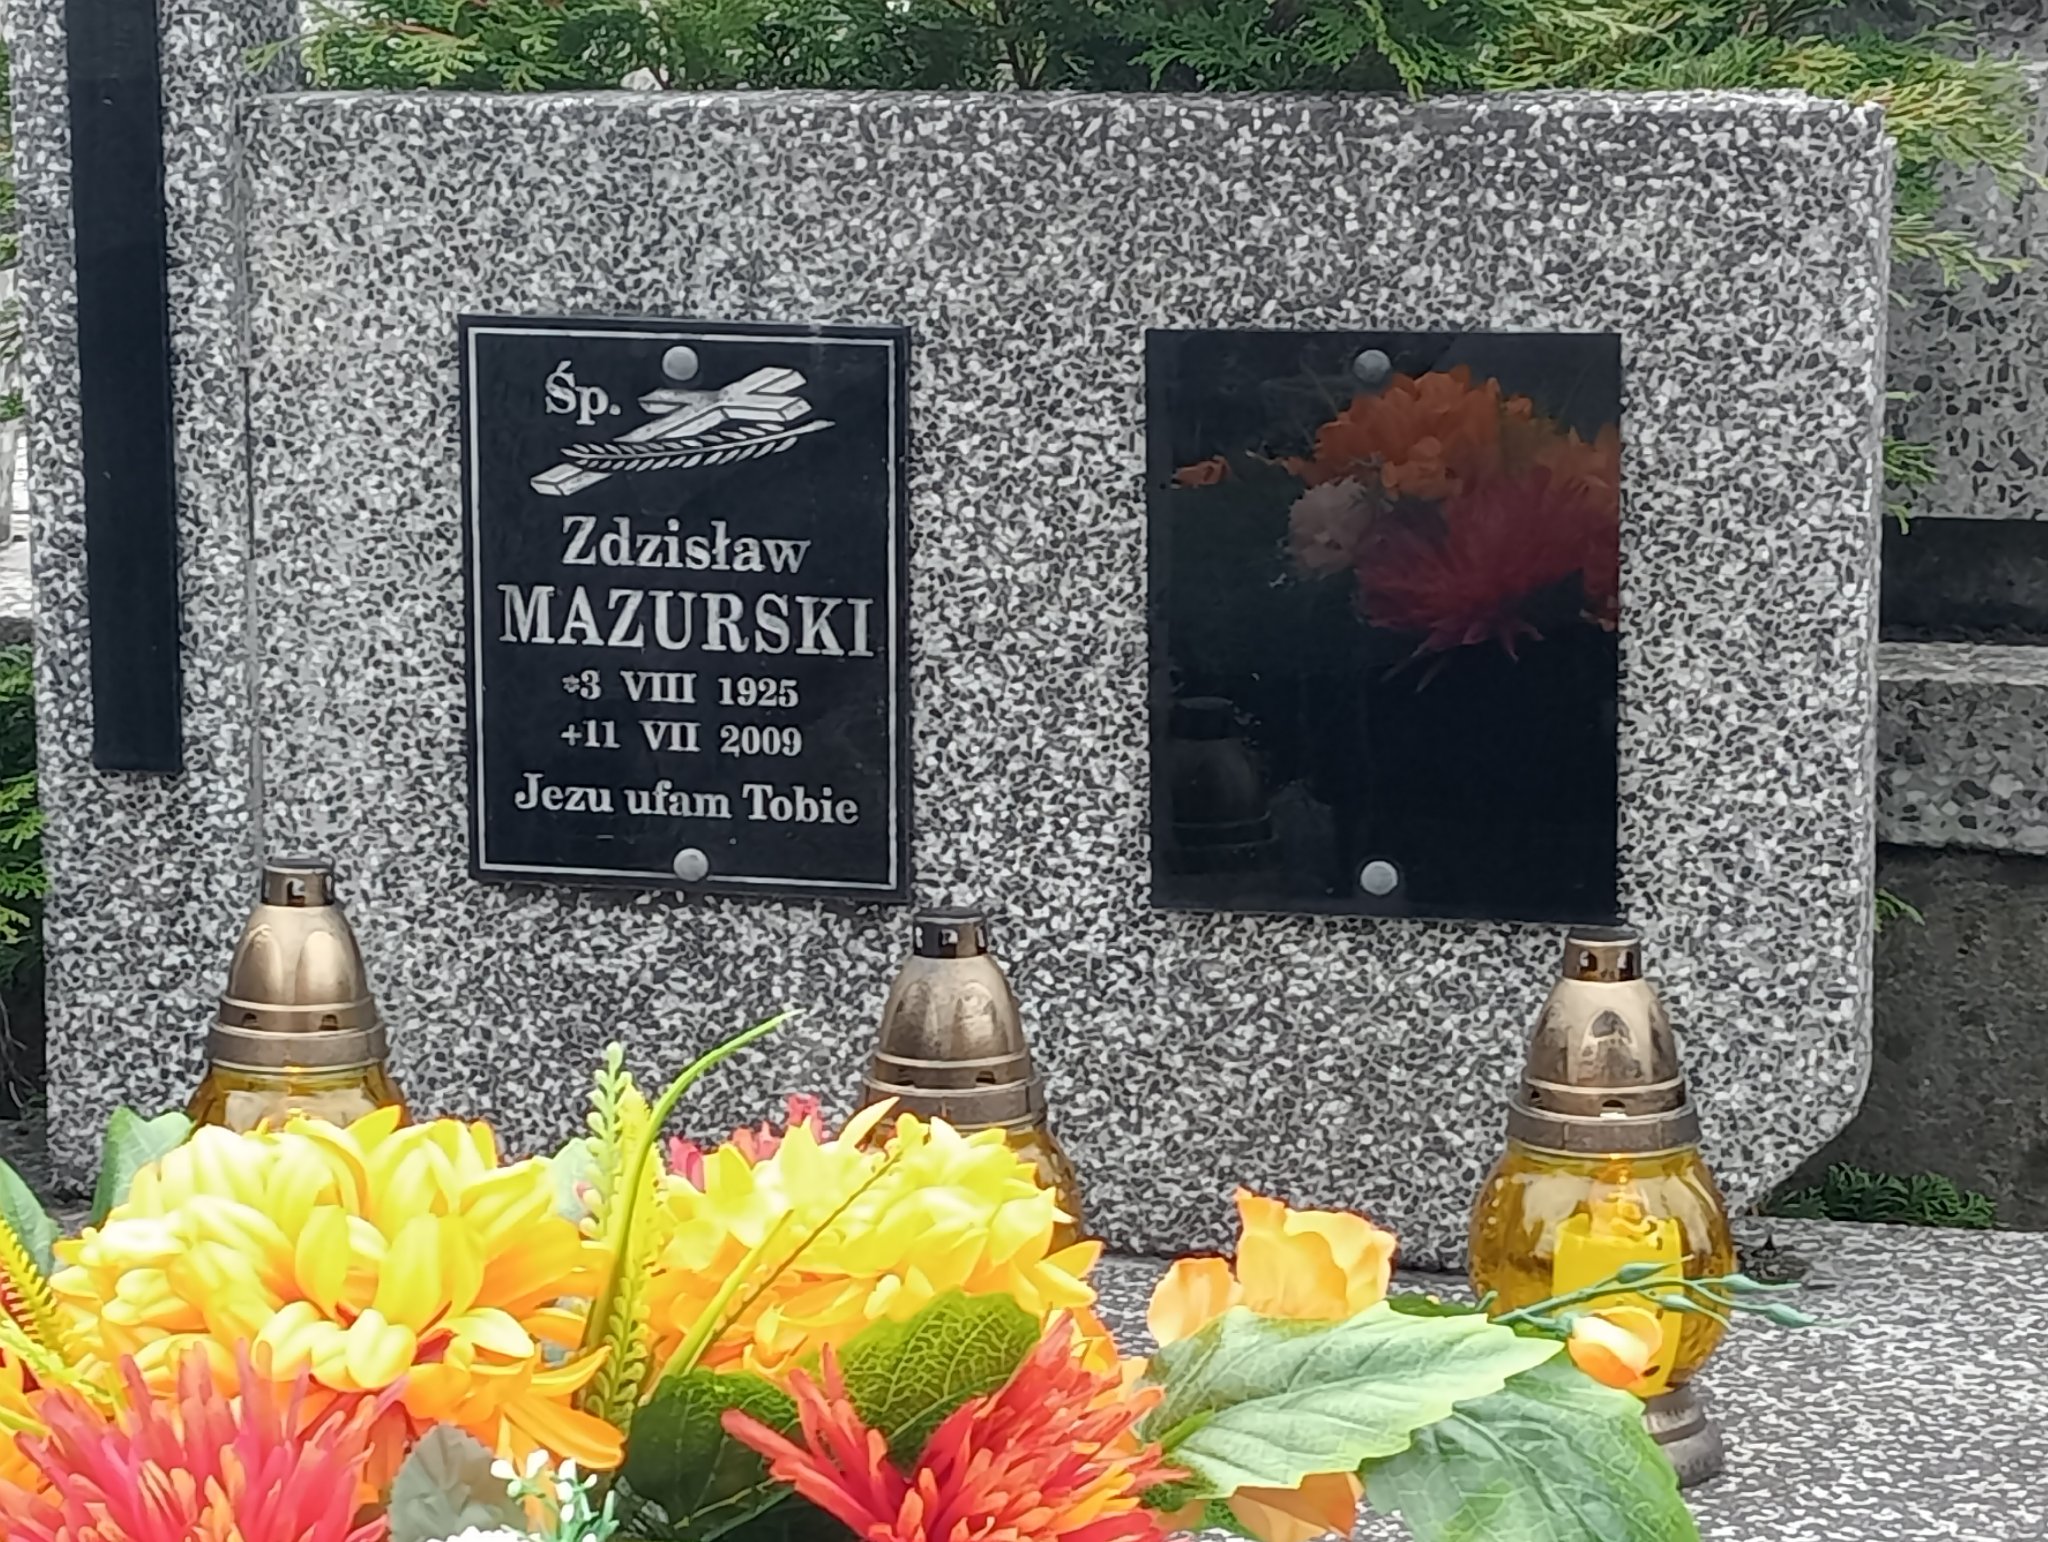 Śp.
Zdzisław
MAZURSKI
*3 VIII 1925
+11 VII 2009
Jezu ufam Tobie